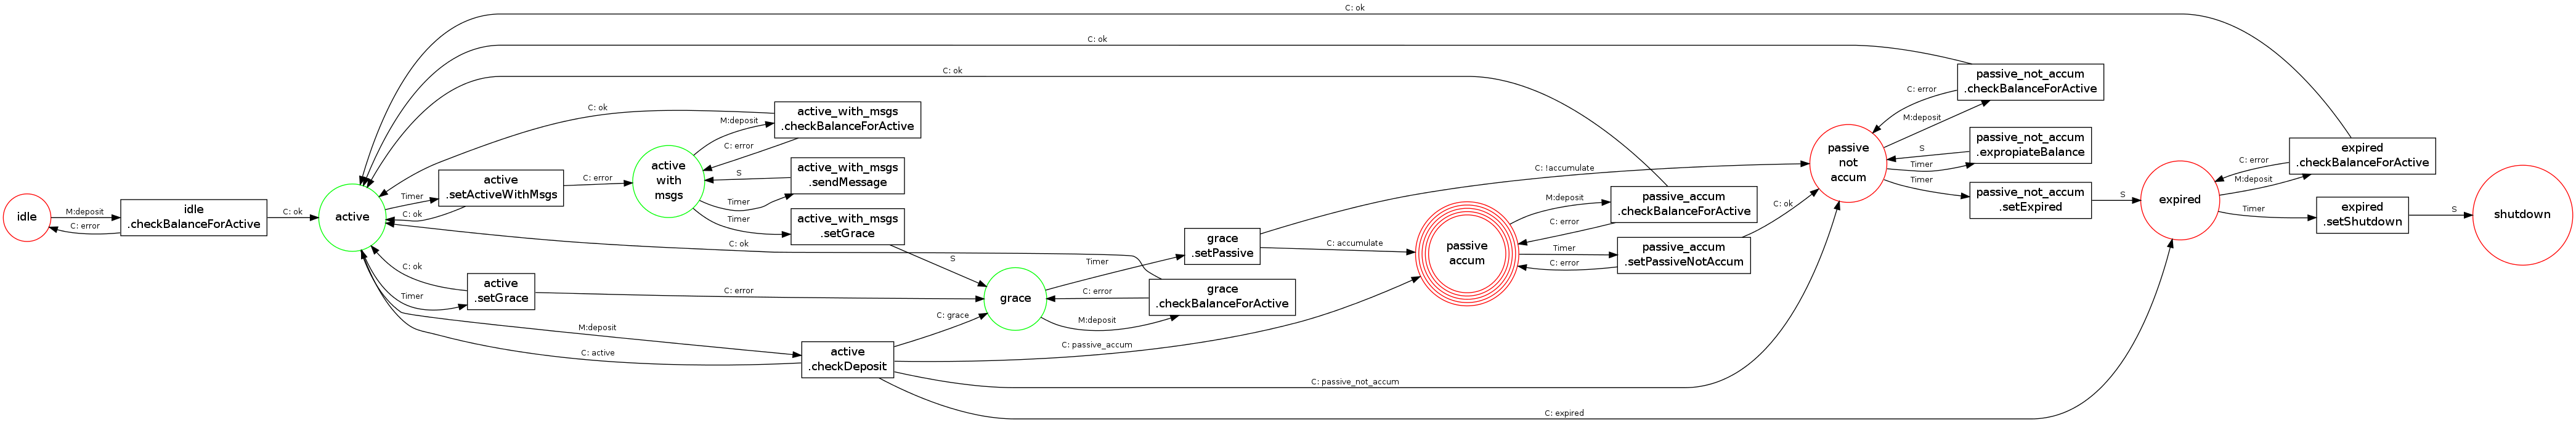 C: ok
C: ok
C: ok
passive_not_accum
.checkBalanceForActive
C: error
M:deposit
active_with_msgs
.checkBalanceForActive
C: ok
M:deposit
C: error
passive
not
accum
passive_not_accum
.expropiateBalance
S
Timer
expired
.checkBalanceForActive
C: error
M:deposit
active
with
msgs
active_with_msgs
.sendMessage
S
Timer
C: !accumulate
active
.setActiveWithMsgs
C: error
Timer
C: ok
Timer
passive_not_accum
.setExpired
S
expired
Timer
expired
.setShutdown
S
shutdown
idle
M:deposit
C: error
idle
.checkBalanceForActive
C: ok
active
active_with_msgs
.setGrace
Timer
S
M:deposit
C: error
passive_accum
.checkBalanceForActive
C: ok
C: ok
grace
.setPassive
C: accumulate
passive
accum
Timer
C: error
passive_accum
.setPassiveNotAccum
Timer
C: ok
Timer
active
.setGrace
C: error
grace
C: error
M:deposit
grace
.checkBalanceForActive
M:deposit
C: grace
C: active
active
.checkDeposit
C: passive_accum
C: passive_not_accum
C: expired